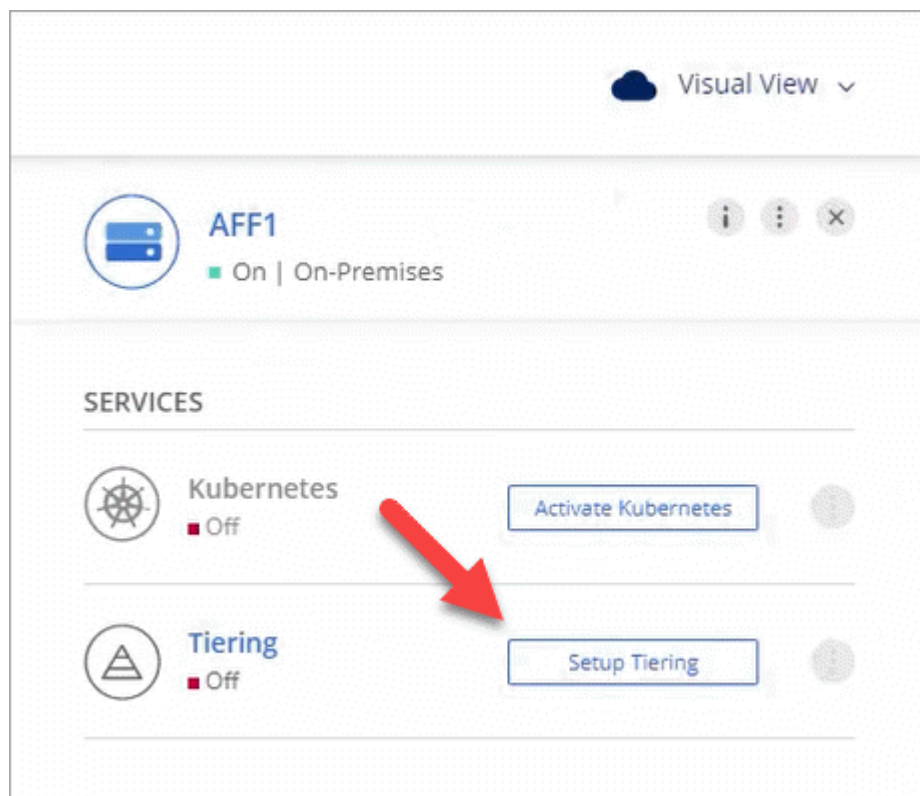 Visual View
AFF1
On | On-Premises
SERVICES
Kubernetes
Off
Activate Kubernetes
Tiering
Off
Setup Tiering